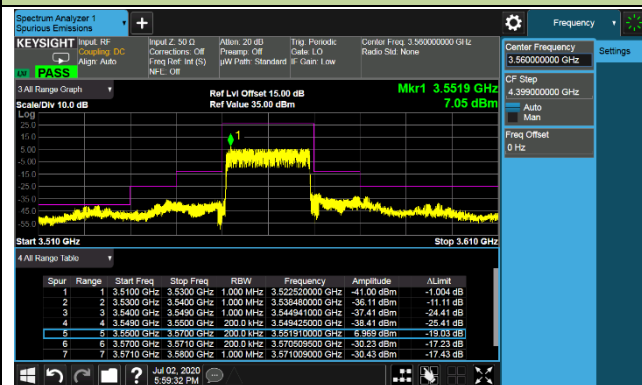 Spectrum Analyzer 1
Spurious Emissions
Frequency
KEYSIGHT Input: RF
Coupling: DC
Align: Auto
Input Z: 50 Ω
Corrections: Off
Freq Ref: Int (S)
NFE: Off
Atten: 20 dB
Preamp: Off
µW Path: Standard
Trig: Periodic
Gate: LO
IF Gain: Low
Center Freq: 3.560000000 GHz
Radio Std: None
PASS
Center Frequency
3.560000000 GHz
Settings
CF Step
4.399000000 GHz
Auto
Man
Freq Offset
0 Hz
3 All Range Graph
Scale/Div 10.0 dB
Ref Lvl Offset 15.00 dB
Ref Value 35.00 dBm
Mkr1 3.5519 GHz
7.05 dBm
Log
25.0
15.0
5.00
-5.00
-15.0
-25.0
-35.0
-45.0
-55.0
1
Start 3.510 GHz
Stop 3.610 GHz
4 All Range Table
Spur Range Start Freq Stop Freq RBW Frequency Amplitude ΔLimit
1 1 3.5100 GHz 3.5300 GHz 1.000 MHz 3.522520000 GHz -41.00 dBm -1.004 dB
2 2 3.5300 GHz 3.5400 GHz 1.000 MHz 3.538480000 GHz -36.11 dBm -11.11 dB
3 3 3.5400 GHz 3.5490 GHz 1.000 MHz 3.544941000 GHz -37.41 dBm -24.41 dB
4 4 3.5490 GHz 3.5500 GHz 200.0 kHz 3.549425000 GHz -38.41 dBm -25.41 dB
5 5 3.5500 GHz 3.5700 GHz 200.0 kHz 3.551910000 GHz 6.969 dBm -19.03 dB
6 6 3.5700 GHz 3.5710 GHz 200.0 kHz 3.570509500 GHz -30.23 dBm -17.23 dB
7 7 3.5710 GHz 3.5800 GHz 1.000 MHz 3.571009000 GHz -30.43 dBm -17.43 dB
Jul 02, 2020
5:59:32 PM